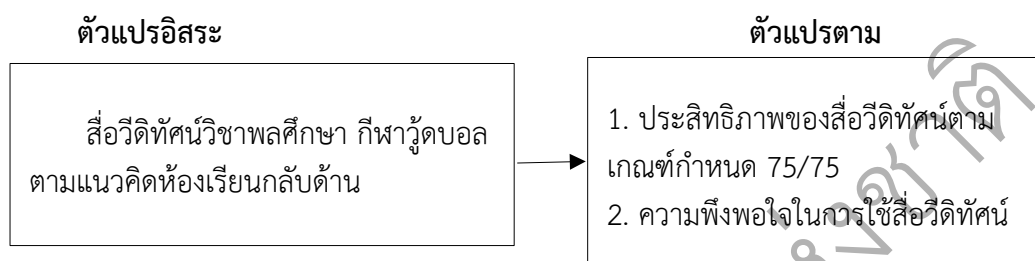 ตัวแปรอิสระ
ตัวแปรตาม
สื่อวีดิทัศน์วิชาพลศึกษา กีฬาวู้ดบอล
ตามแนวคิดห้องเรียนกลับด้าน
1. ประสิทธิภาพของสื่อวีดิทัศน์ตาม
เกณฑ์กำหนด 75/75
2. ความพึงพอใจในการใช้สื่อวีดิทัศน์